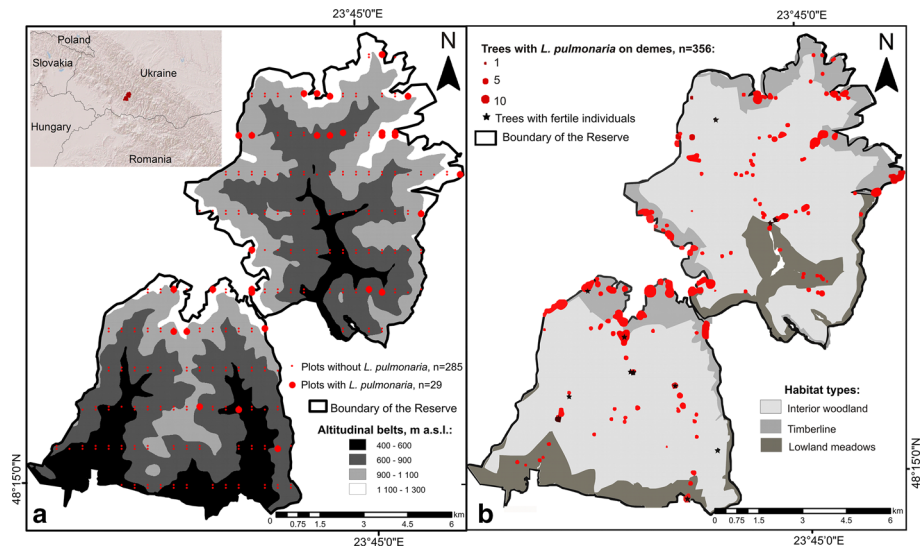 23°45'0"E
23°45'0"E
Poland
Slovakia
Ukraine
Hungary
Romania
N
Plots without L. pulmonaria, n=285
Plots with L. pulmonaria, n=29
Boundary of the Reserve
Altitudinal belts, m a.s.l.:
400 - 600
600 - 900
900 - 1 100
1 100 - 1 300
48°15'0"N
a
km
0 0.75 1.5 3 4.5 6
23°45'0"E
Trees with L. pulmonaria on demes, n=356:
1
5
10
Trees with fertile individuals
Boundary of the Reserve
N
Habitat types:
Interior woodland
Timberline
Lowland meadows
48°15'0"N
b
km
0 0.75 1.5 3 4.5 6
23°45'0"E